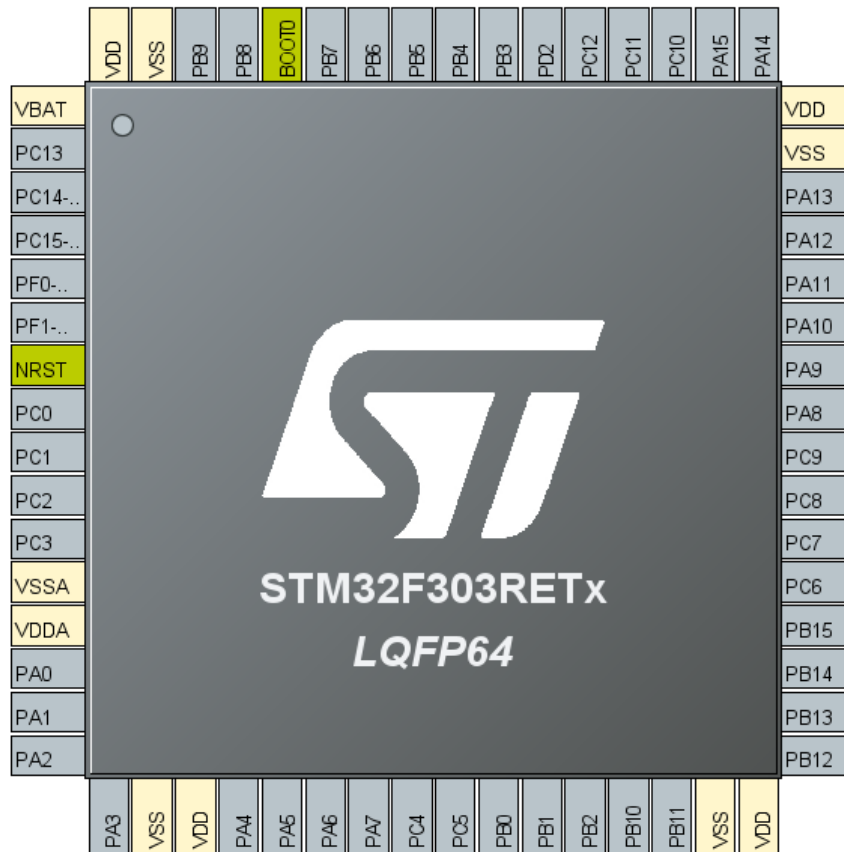 VDD VSS PB9 PB8 BOOT0 PB7 PB6 PB5 PB4 PB3 PD2 PC12 PC11 PC10 PA15 PA14
VBAT VDD
PC13 VSS
PC14-.. PA13
PC15-.. PA12
PF0-.. PA11
PF1-.. PA10
NRST PA9
PC0 PA8
PC1 PC9
PC2 PC8
PC3 PC7
VSSA PC6
VDDA PB15
PA0 PB14
PA1 PB13
PA2 PB12
STM32F303RETx
LQFP64
PA3 VSS VDD PA4 PA5 PA6 PA7 PC4 PC5 PB0 PB1 PB2 PB10 PB11 VSS VDD